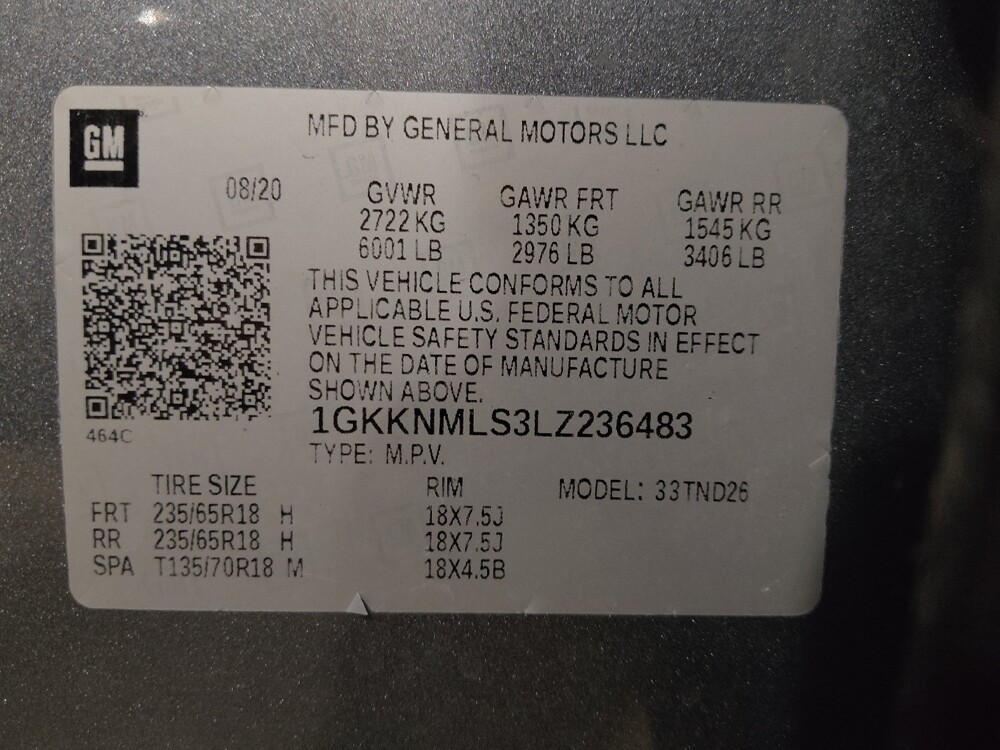 GM
MFD BY GENERAL MOTORS LLC
08/20
GVWR GAWR FRT GAWR RR
2722 KG 1350 KG 1545 KG
6001 LB 2976 LB 3406 LB
THIS VEHICLE CONFORMS TO ALL
APPLICABLE U.S. FEDERAL MOTOR
VEHICLE SAFETY STANDARDS IN EFFECT
ON THE DATE OF MANUFACTURE
SHOWN ABOVE.
1GKKNMLS3LZ236483
464C
TYPE: M.P.V.
TIRE SIZE RIM MODEL: 33TND26
FRT 235/65R18 H 18X7.5J
RR 235/65R18 H 18X7.5J
SPA T135/70R18 M 18X4.5B